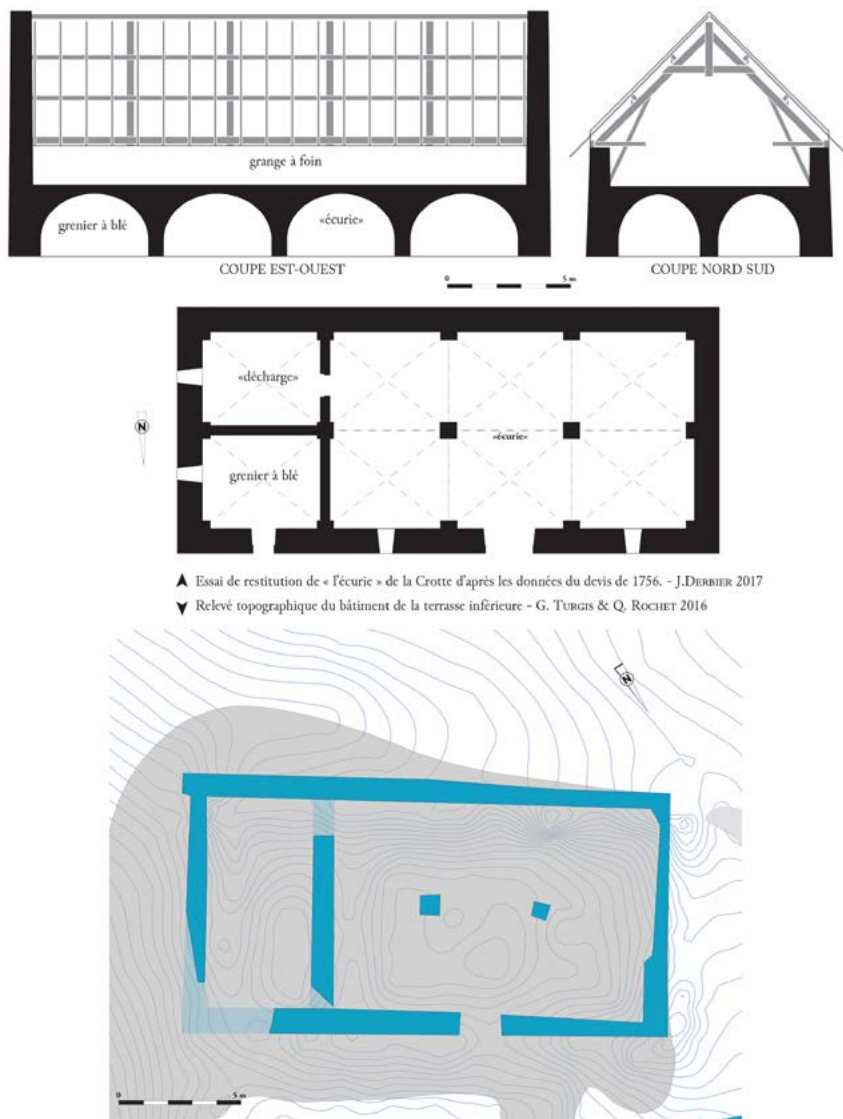 grange à foin
grenier à blé
«écurie»
COUPE EST-OUEST
0 5 m
COUPE NORD SUD
«décharge»
N
«écurie»
grenier à blé
Essai de restitution de « l'écurie » de la Crotte d'après les données du devis de 1756. - J.DERBIER 2017
Relevé topographique du bâtiment de la terrasse inférieure - G. TURGIS & Q. ROCHET 2016
N
0 5 m